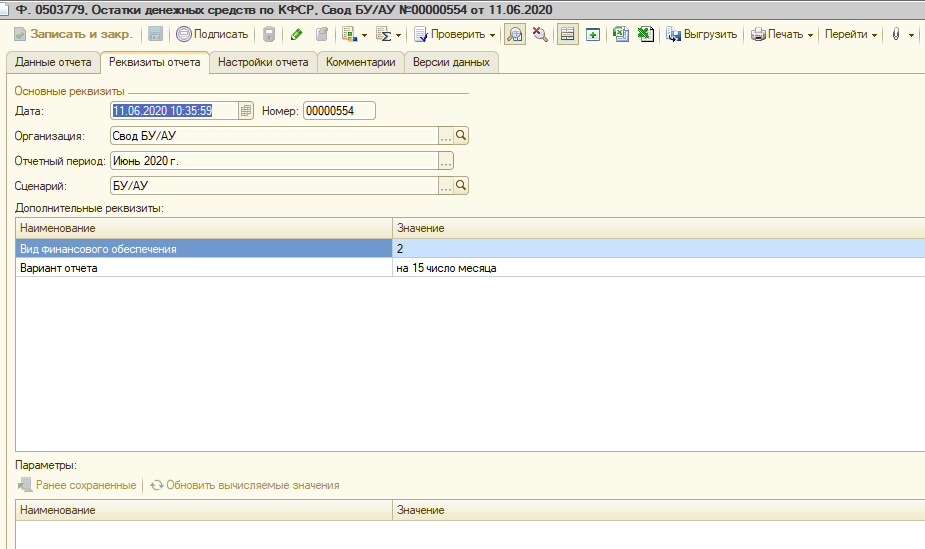 Ф. 0503779, Остатки денежных средств по КФСР, Свод БУ/АУ №00000554 от 11.06.2020
Записать и закр. Подписать Проверить Выгрузить Печать Перейти
Данные отчета Реквизиты отчета Настройки отчета Комментарии Версии данных
Основные реквизиты
Дата: 11.06.2020 10:35:59 Номер: 00000554
Организация: Свод БУ/АУ ...
Отчетный период: Июнь 2020 г. ...
Сценарий: БУ/АУ ...
Дополнительные реквизиты:
Наименование Значение
Вид финансового обеспечения 2
Вариант отчета на 15 число месяца
Параметры:
Ранее сохраненные Обновить вычисляемые значения
Наименование Значение